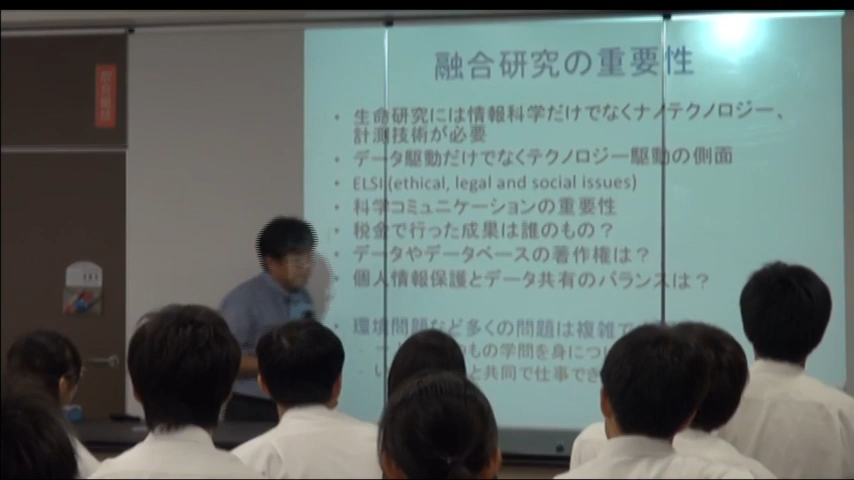 融合研究の重要性
・ 生命研究には情報科学だけでなくナノテクノロジー、
計測技術が必要
・ データ駆動だけでなくテクノロジー駆動の側面
・ ELSI (ethical, legal and social issues)
・ 科学コミュニケーションの重要性
・ 税金で行った成果は誰のもの？
・ データやデータベースの著作権は？
・ 個人情報保護とデータ共有のバランスは？
・ 環境問題など多くの問題は複雑で
もの学問を身につ
と共同で仕事でき